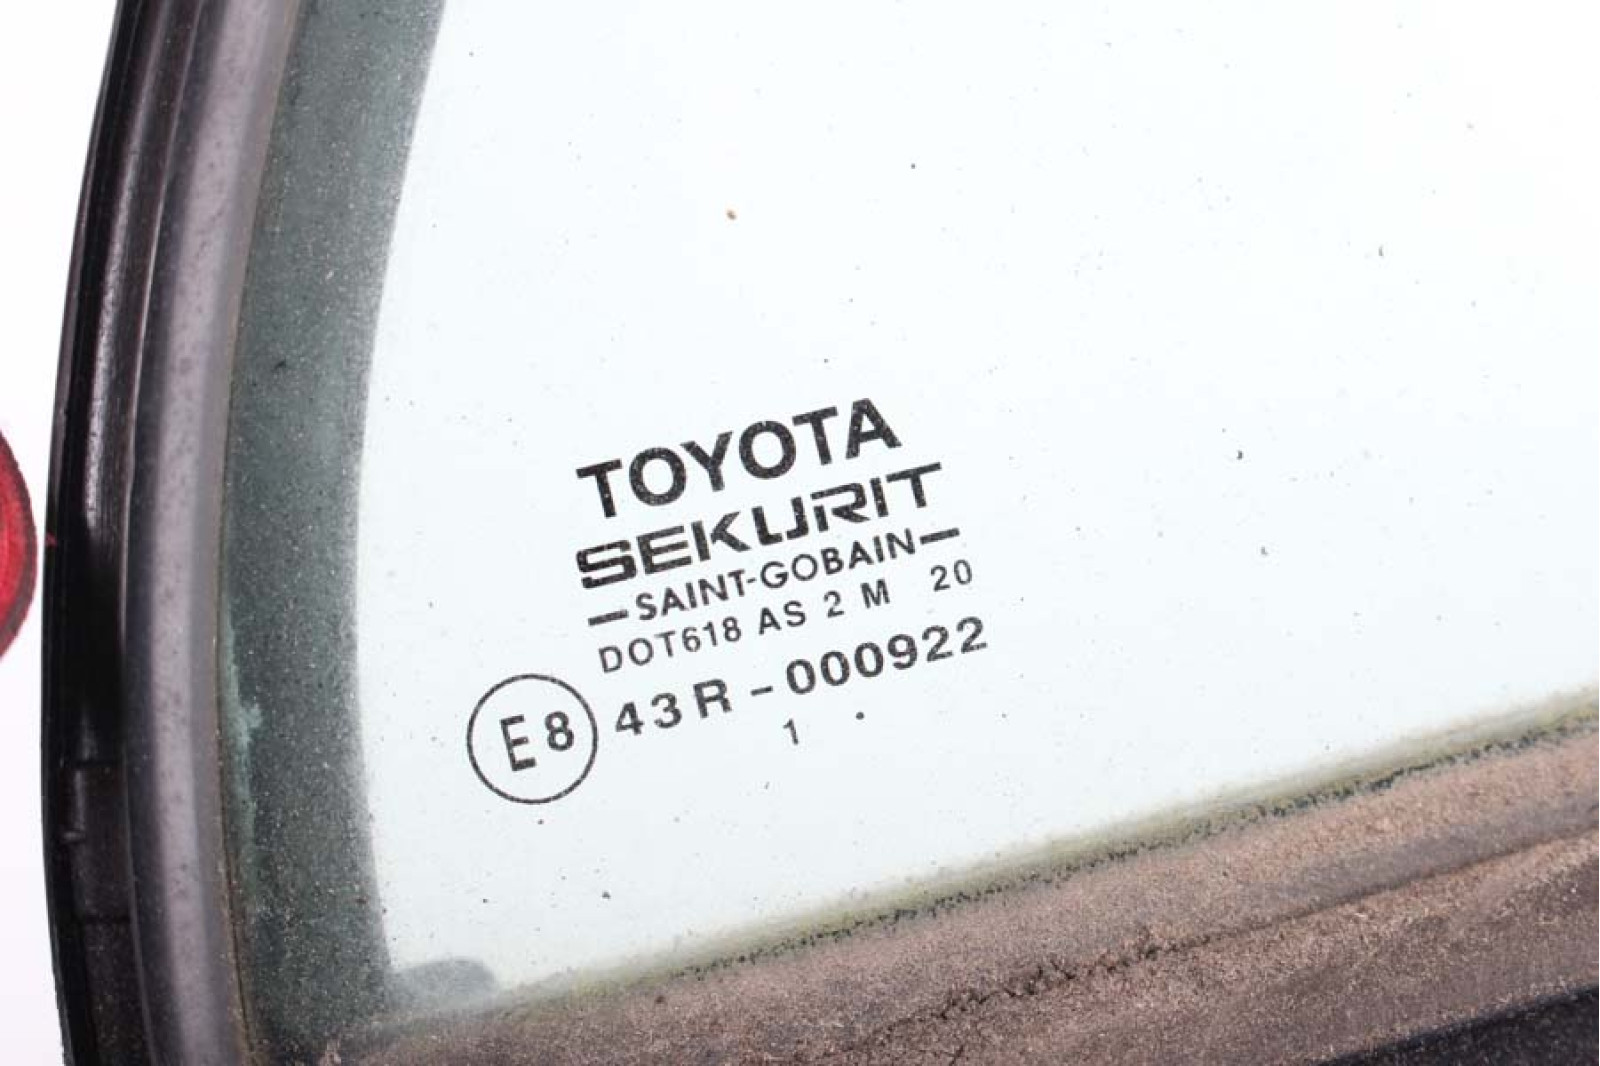 TOYOTA
SEKURIT
—SAINT-GOBAIN—
DOT618 AS 2 M 20
E8 43R-000922
1 .